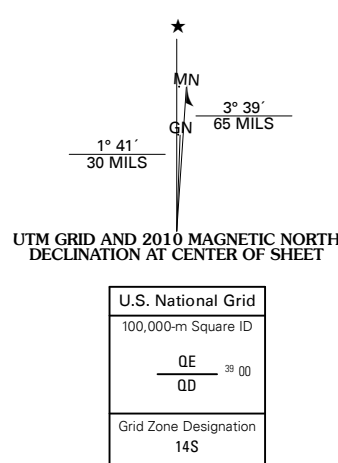 ★
MN
GN
3° 39´
65 MILS
1° 41´
30 MILS
UTM GRID AND 2010 MAGNETIC NORTH
DECLINATION AT CENTER OF SHEET
U.S. National Grid
100,000-m Square ID
QE
39 00
QD
Grid Zone Designation
14S